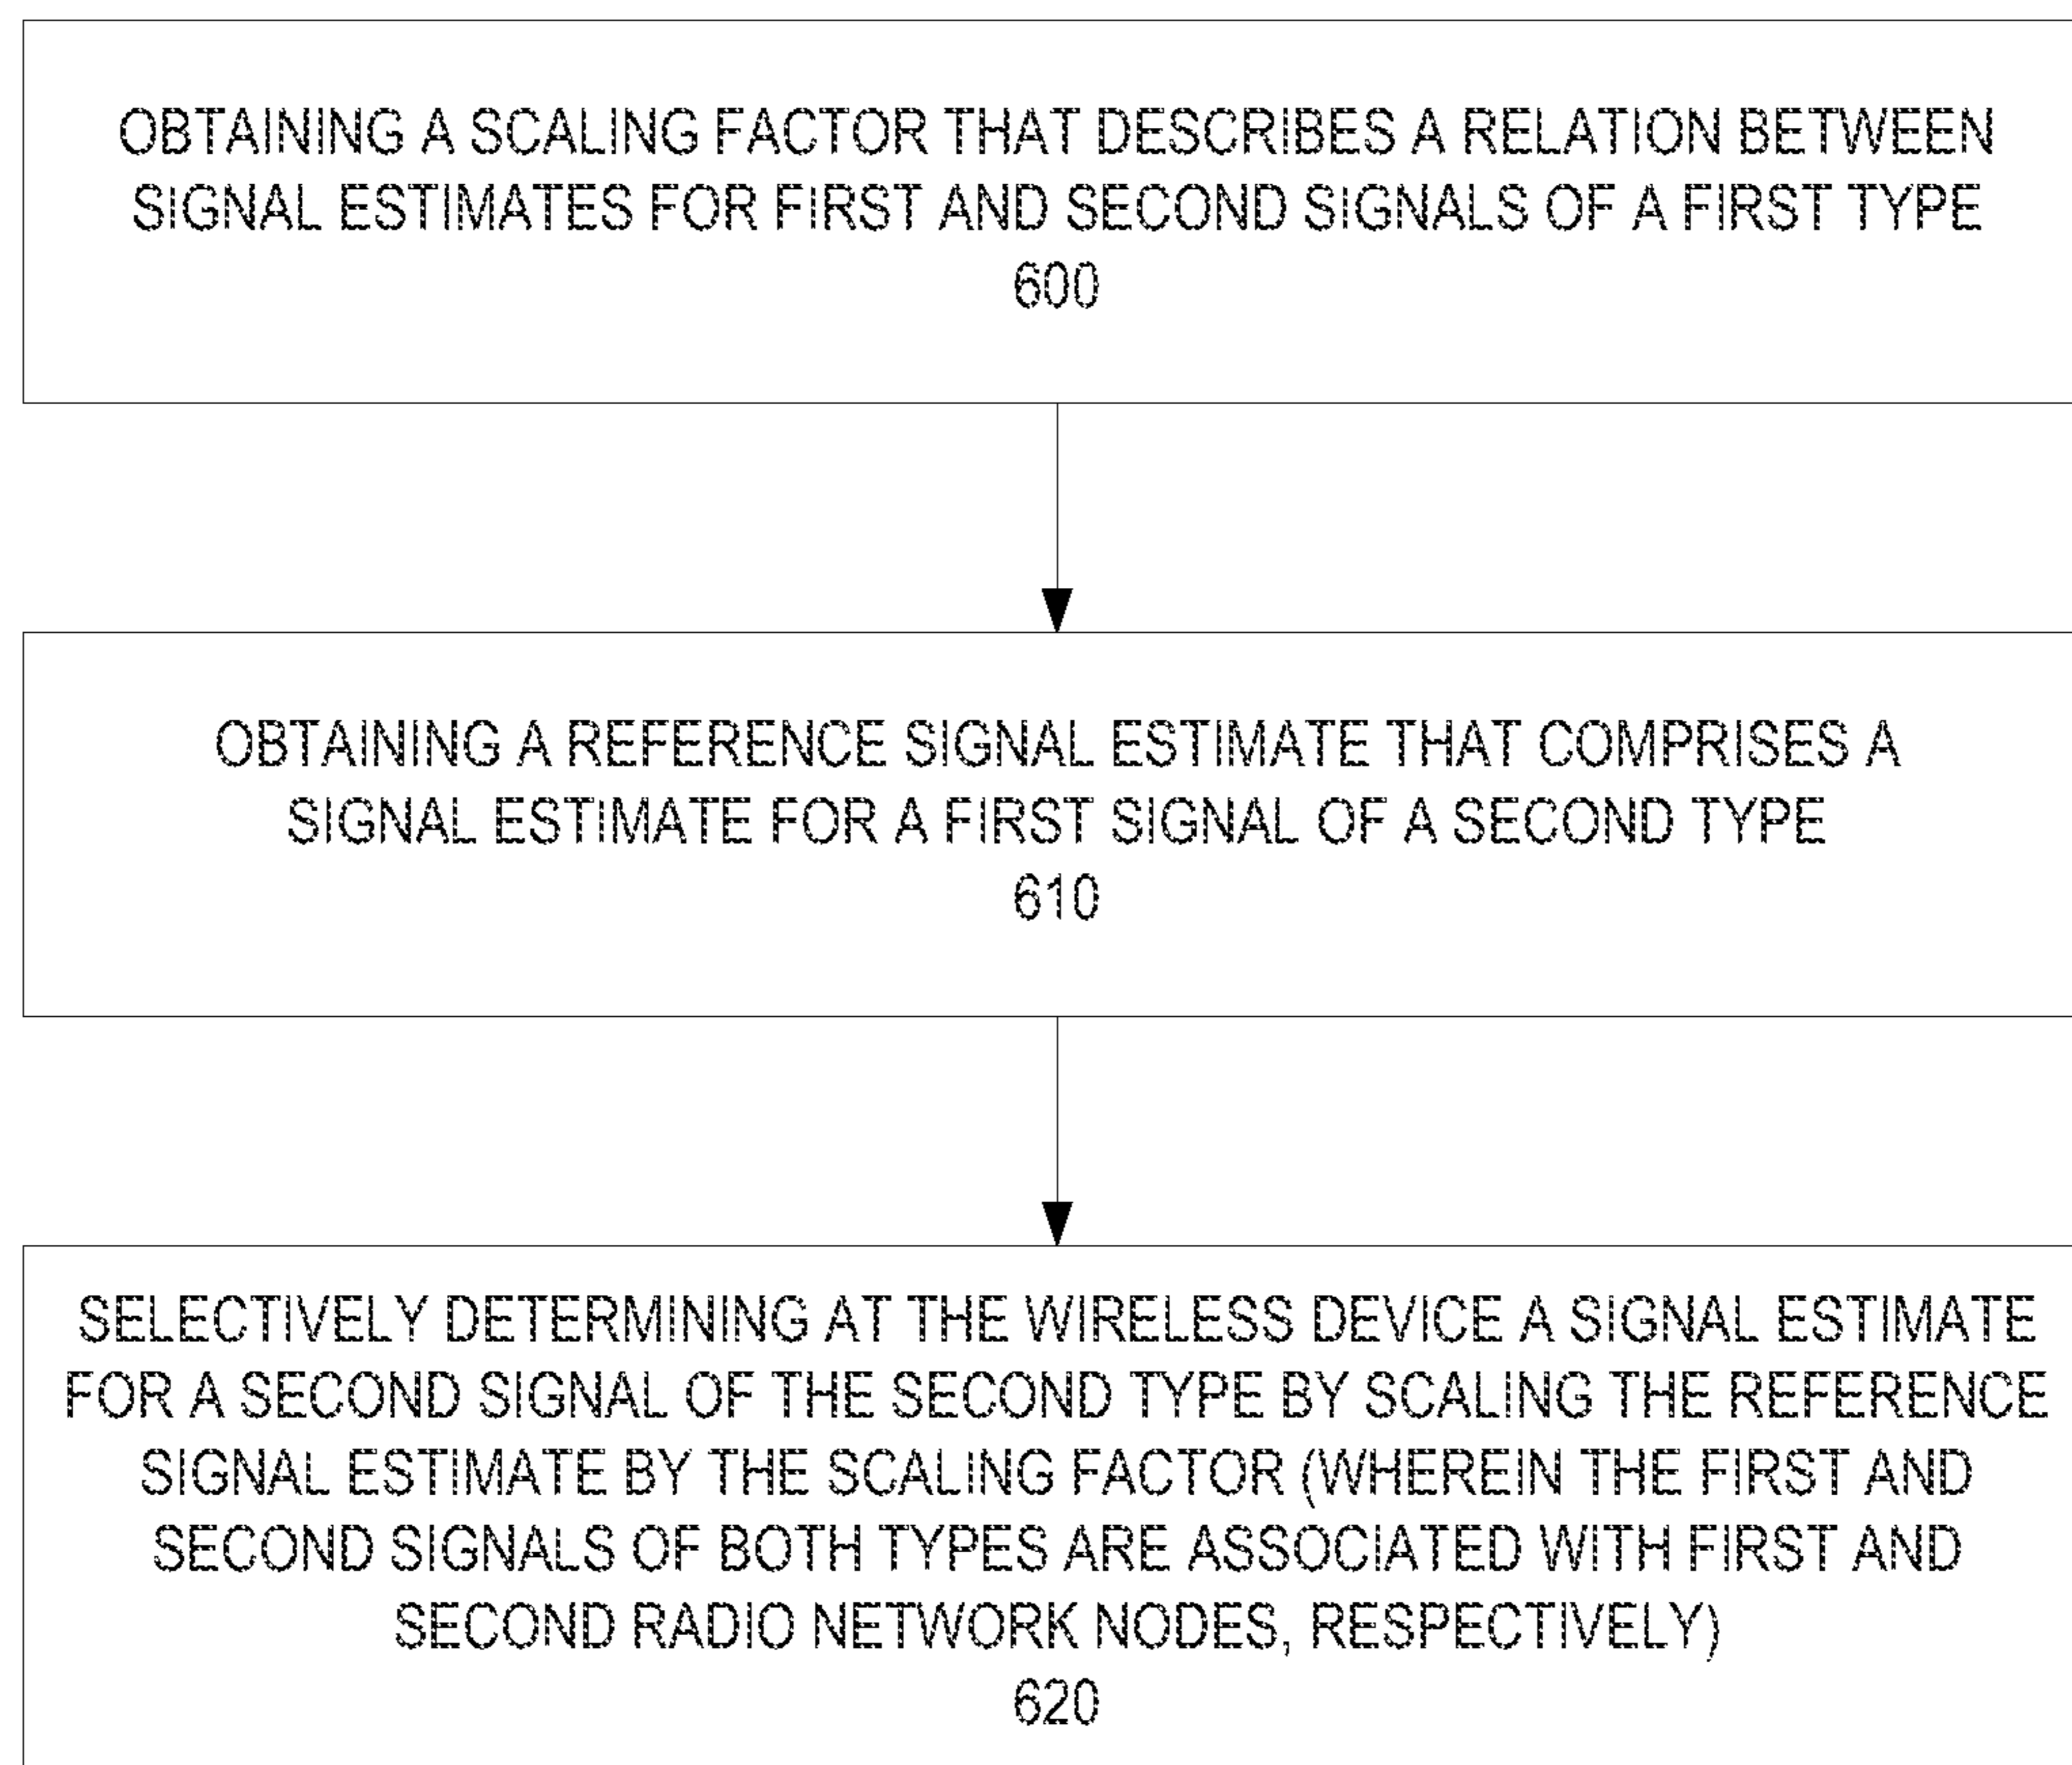 OBTAINING A SCALING FACTOR THAT DESCRIBES A RELATION BETWEEN
SIGNAL ESTIMATES FOR FIRST AND SECOND SIGNALS OF A FIRST TYPE
600
OBTAINING A REFERENCE SIGNAL ESTIMATE THAT COMPRISES A
SIGNAL ESTIMATE FOR A FIRST SIGNAL OF A SECOND TYPE
610
SELECTIVELY DETERMINING AT THE WIRELESS DEVICE A SIGNAL ESTIMATE
FOR A SECOND SIGNAL OF THE SECOND TYPE BY SCALING THE REFERENCE
SIGNAL ESTIMATE BY THE SCALING FACTOR (WHEREIN THE FIRST AND
SECOND SIGNALS OF BOTH TYPES ARE ASSOCIATED WITH FIRST AND
SECOND RADIO NETWORK NODES, RESPECTIVELY)
620